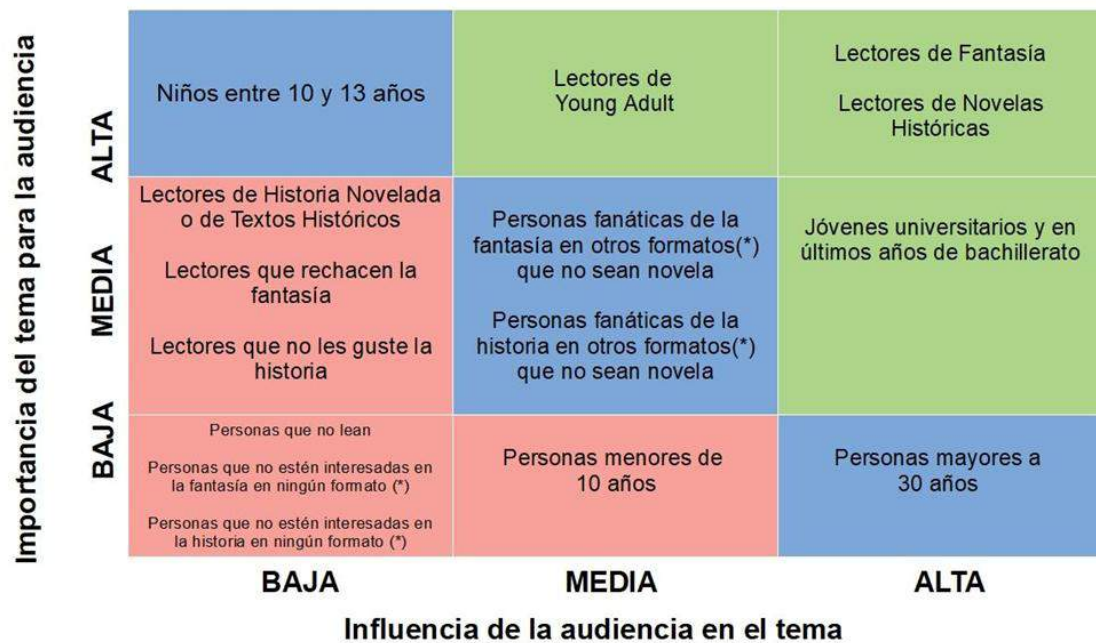 Importancia del tema para la audiencia
ALTA
MEDIA
BAJA
Niños entre 10 y 13 años
Lectores de
Young Adult
Lectores de Fantasía
Lectores de Novelas
Históricas
Lectores de Historia Novelada
o de Textos Históricos
Lectores que rechacen la
fantasía
Lectores que no les guste la
historia
Personas fanáticas de la
fantasía en otros formatos(*)
que no sean novela
Personas fanáticas de la
historia en otros formatos(*)
que no sean novela
Jóvenes universitarios y en
últimos años de bachillerato
Personas que no lean
Personas que no estén interesadas en
la fantasía en ningún formato (*)
Personas que no estén interesadas en
la historia en ningún formato (*)
Personas menores de
10 años
Personas mayores a
30 años
BAJA
MEDIA
ALTA
Influencia de la audiencia en el tema